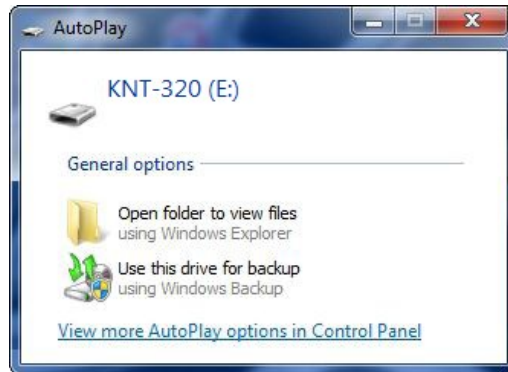 AutoPlay
KNT-320 (E:)
General options
Open folder to view files
using Windows Explorer
Use this drive for backup
using Windows Backup
View more AutoPlay options in Control Panel